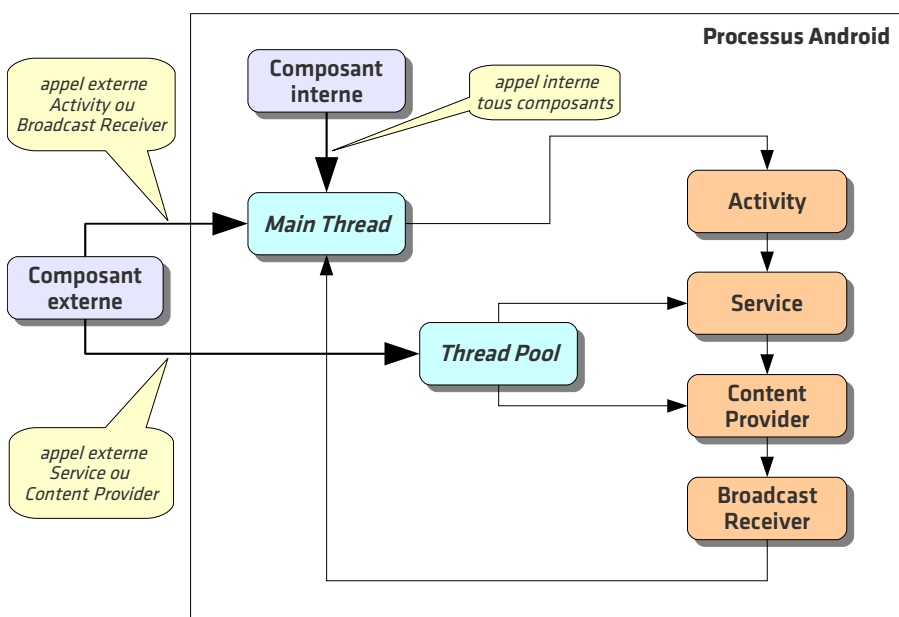 Processus Android
appel externe
Activity ou
Broadcast Receiver
Composant
interne
appel interne
tous composants
Main Thread
Activity
Composant
externe
Service
Thread Pool
Content
Provider
appel externe
Service ou
Content Provider
Broadcast
Receiver